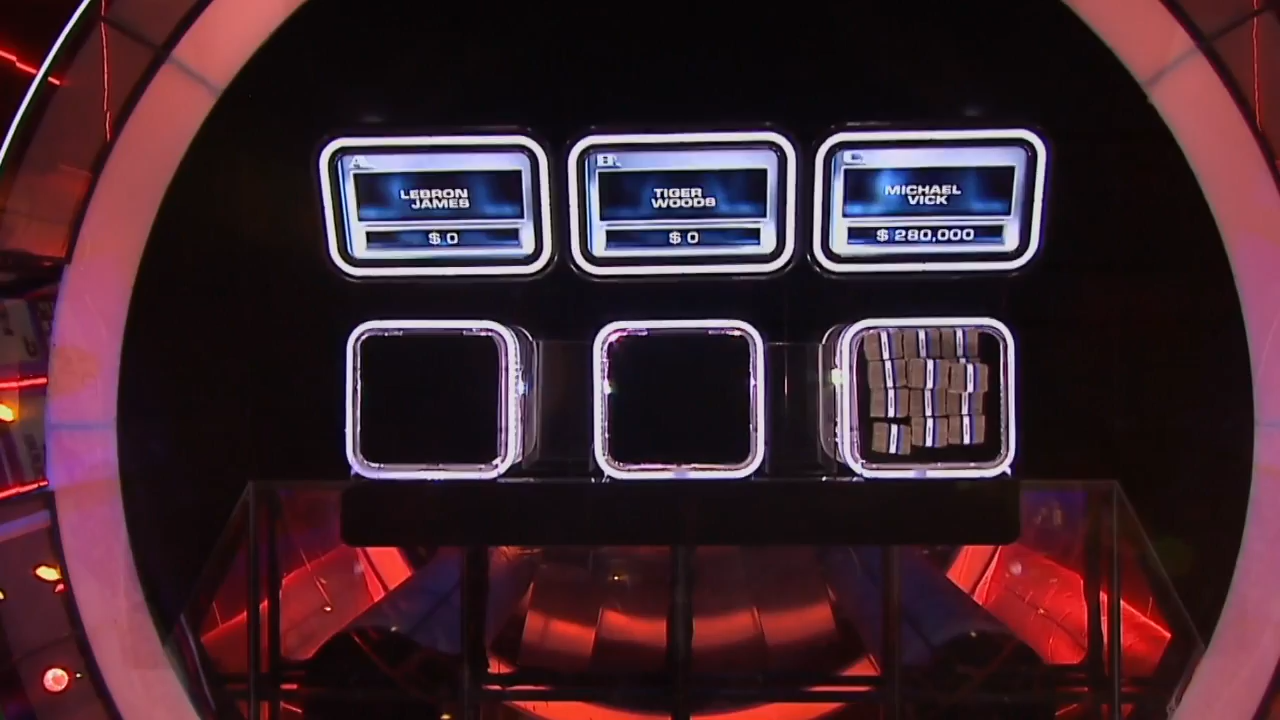 A.
LEBRON
JAMES
$ 0
B.
TIGER
WOODS
$ 0
C.
MICHAEL
VICK
$ 280,000